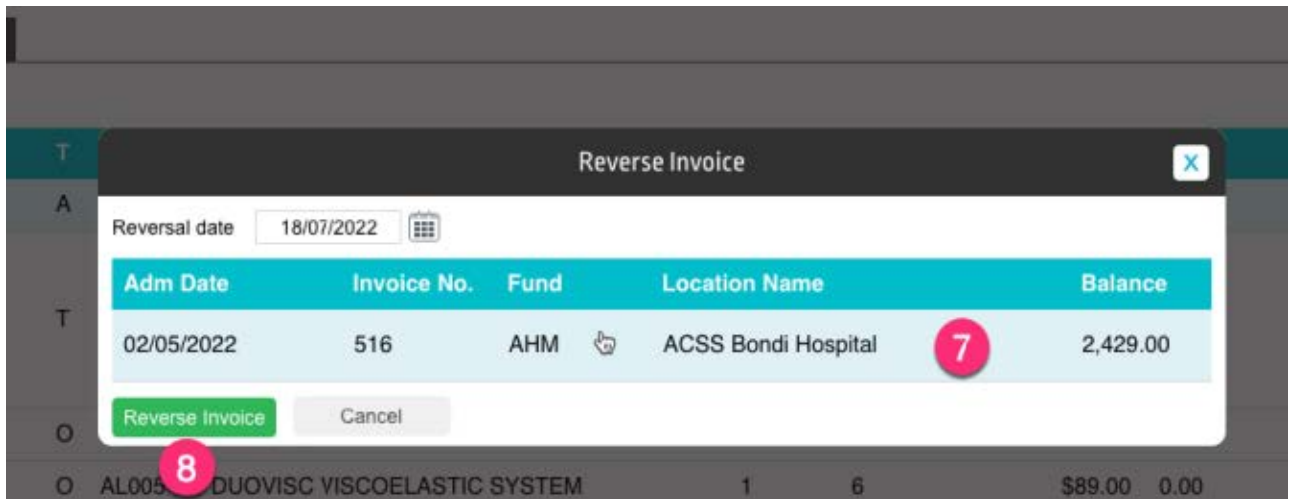 T
Reverse Invoice X
A
Reversal date 18/07/2022
Adm Date Invoice No. Fund Location Name Balance
T
02/05/2022 516 AHM ACSS Bondi Hospital 7 2,429.00
Reverse Invoice Cancel
O
8
O DUOVISC VISCOELASTIC SYSTEM 1 6 $89.00 0.00